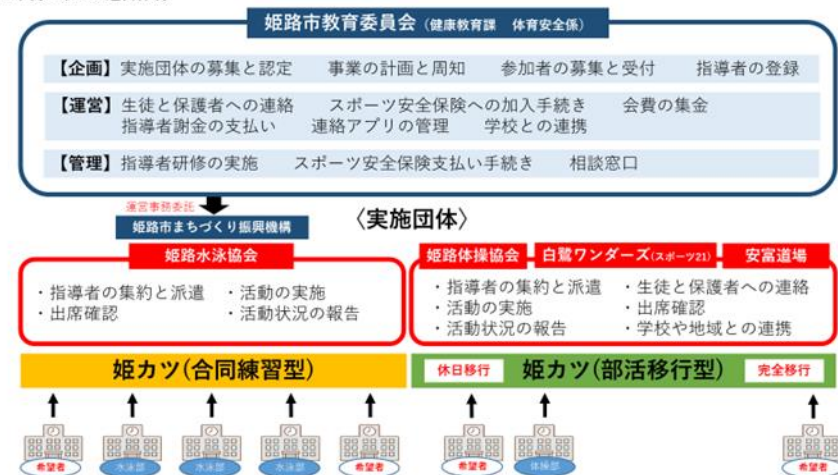 姫路市教育委員会（健康教育課　体育安全係）
【企画】実施団体の募集と認定　事業の計画と周知　参加者の募集と受付　指導者の登録
【運営】生徒と保護者への連絡　スポーツ安全保険への加入手続き　会費の集金
指導者謝金の支払い　連絡アプリの管理　学校との連携
【管理】指導者研修の実施　スポーツ安全保険支払い手続き　相談窓口
運営事務委託
姫路市まちづくり振興機構
〈実施団体〉
姫路水泳協会
・指導者の集約と派遣　・活動の実施
・出席確認　・活動状況の報告
姫路体操協会　白鷺ワンダーズ(スポーツ21)　安富道場
・指導者の集約と派遣　・生徒と保護者への連絡
・活動の実施　・出席確認
・活動状況の報告　・学校や地域との連携
姫カツ(合同練習型)
休日移行　姫カツ(部活移行型)　完全移行
希望者　水泳部　水泳部　水泳部　希望者　希望者　体操部　希望者